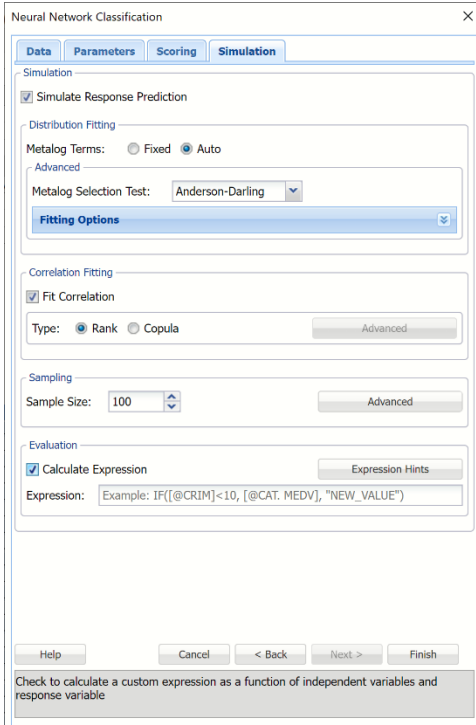 Neural Network Classification
Data Parameters Scoring Simulation
Simulation
Simulate Response Prediction
Distribution Fitting
Metalog Terms: Fixed Auto
Advanced
Metalog Selection Test: Anderson-Darling
Fitting Options
Correlation Fitting
Fit Correlation
Type: Rank Copula Advanced
Sampling
Sample Size: 100 Advanced
Evaluation
Calculate Expression Expression Hints
Expression: Example: IF([@CRIM]<10, [@CAT. MEDV], "NEW_VALUE")
Help Cancel < Back Next > Finish
Check to calculate a custom expression as a function of independent variables and
response variable